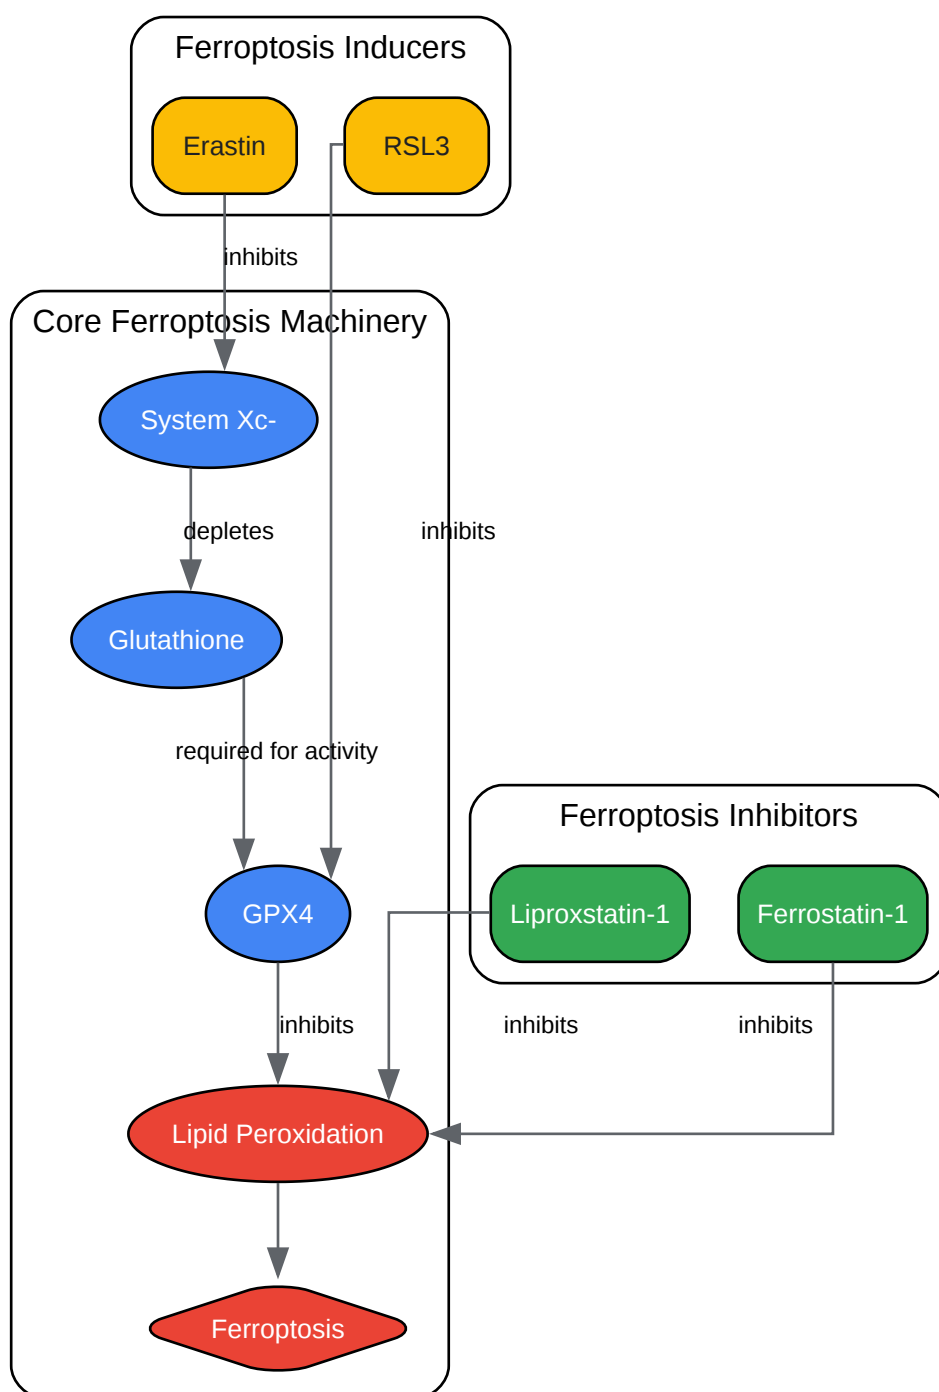 Ferroptosis Inducers
Erastin
RSL3
inhibits
Core Ferroptosis Machinery
System Xc-
depletes
inhibits
Glutathione
required for activity
Ferroptosis Inhibitors
GPX4
Liproxstatin-1
Ferrostatin-1
inhibits
inhibits
inhibits
Lipid Peroxidation
Ferroptosis